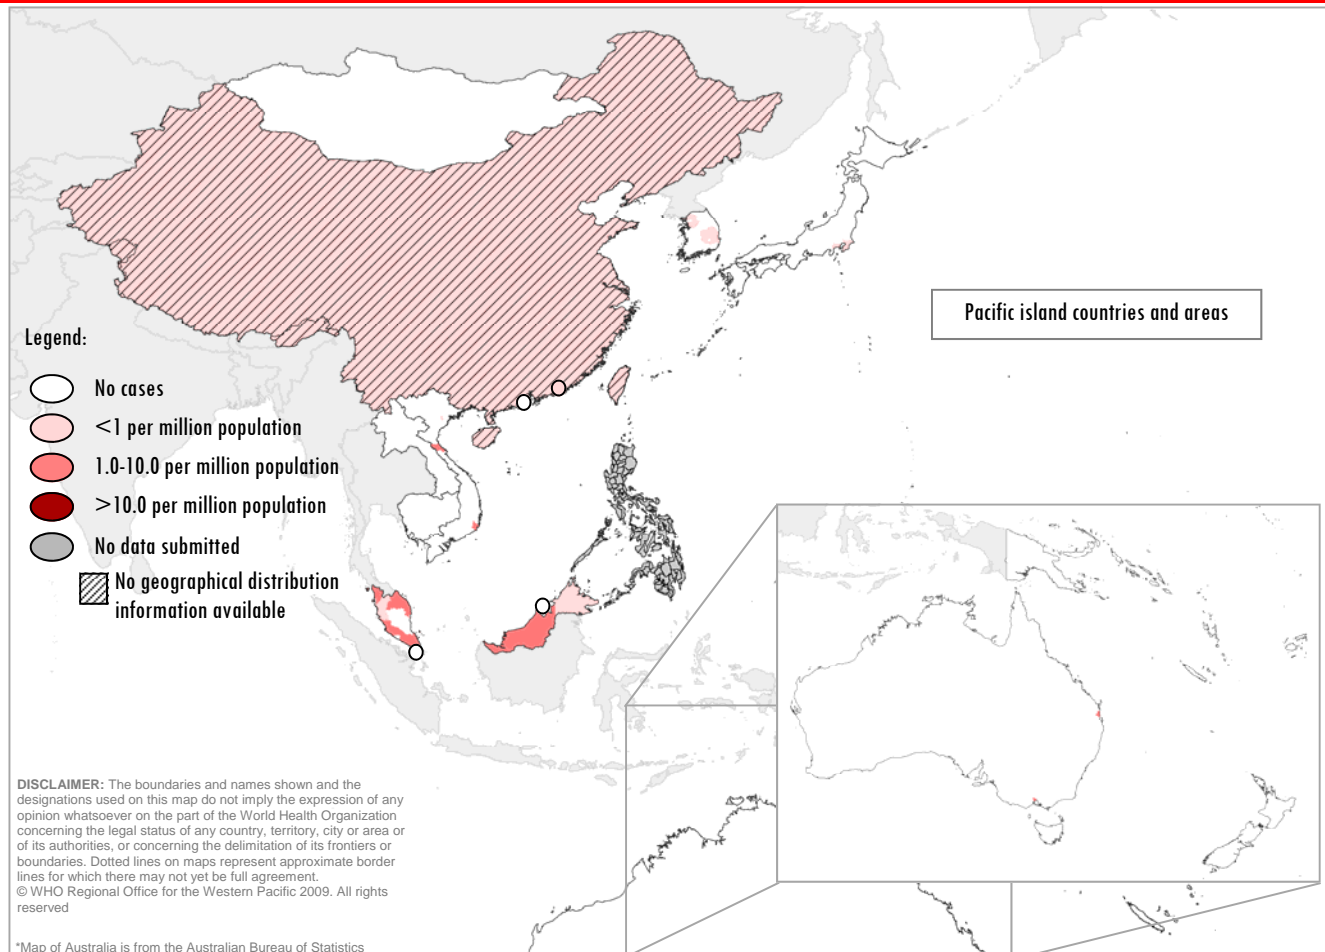 Pacific island countries and areas
Legend:
No cases
<1 per million population
1.0-10.0 per million population
>10.0 per million population
No data submitted
No geographical distribution
information available
DISCLAIMER: The boundaries and names shown and the
designations used on this map do not imply the expression of any
opinion whatsoever on the part of the World Health Organization
concerning the legal status of any country, territory, city or area or
of its authorities, or concerning the delimitation of its frontiers or
boundaries. Dotted lines on maps represent approximate border
lines for which there may not yet be full agreement.
© WHO Regional Office for the Western Pacific 2009. All rights
reserved
*Map of Australia is from the Australian Bureau of Statistics